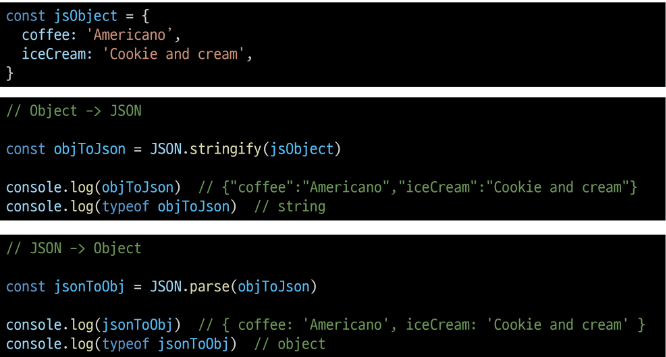 const jsObject = {
  coffee: 'Americano’,
  iceCream: 'Cookie and cream',
}
// Object -> JSON
const objToJson = JSON.stringify(jsObject)
console.log(objToJson)  // {"coffee":"Americano","iceCream":"Cookie and cream"}
console.log(typeof objToJson)  // string
// JSON -> Object
const jsonToObj = JSON.parse(objToJson)
console.log(jsonToObj)  // { coffee: 'Americano', iceCream: 'Cookie and cream' }
console.log(typeof jsonToObj)  // object